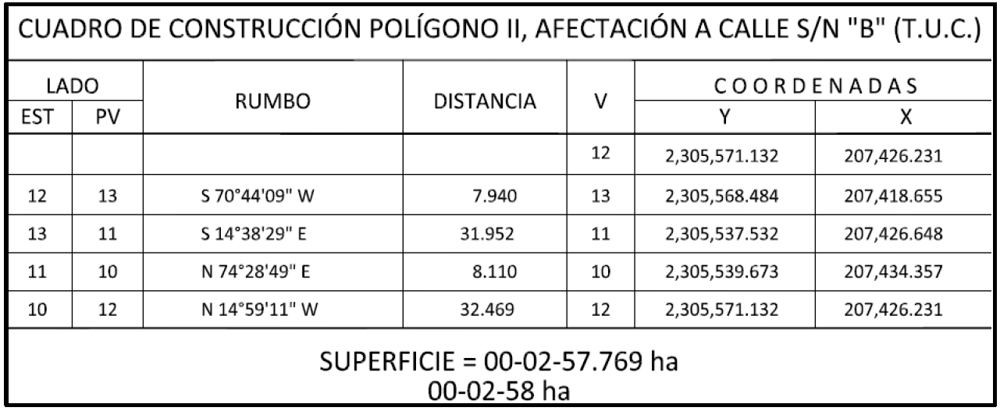 CUADRO DE CONSTRUCCIÓN POLÍGONO II, AFECTACIÓN A CALLE S/N "B" (T.U.C.)
LADO RUMBO DISTANCIA V COORDENADAS
EST PV Y X
12 2,305,571.132 207,426.231
12 13 S 70°44'09" W 7.940 13 2,305,568.484 207,418.655
13 11 S 14°38'29" E 31.952 11 2,305,537.532 207,426.648
11 10 N 74°28'49" E 8.110 10 2,305,539.673 207,434.357
10 12 N 14°59'11" W 32.469 12 2,305,571.132 207,426.231
SUPERFICIE = 00-02-57.769 ha
00-02-58 ha